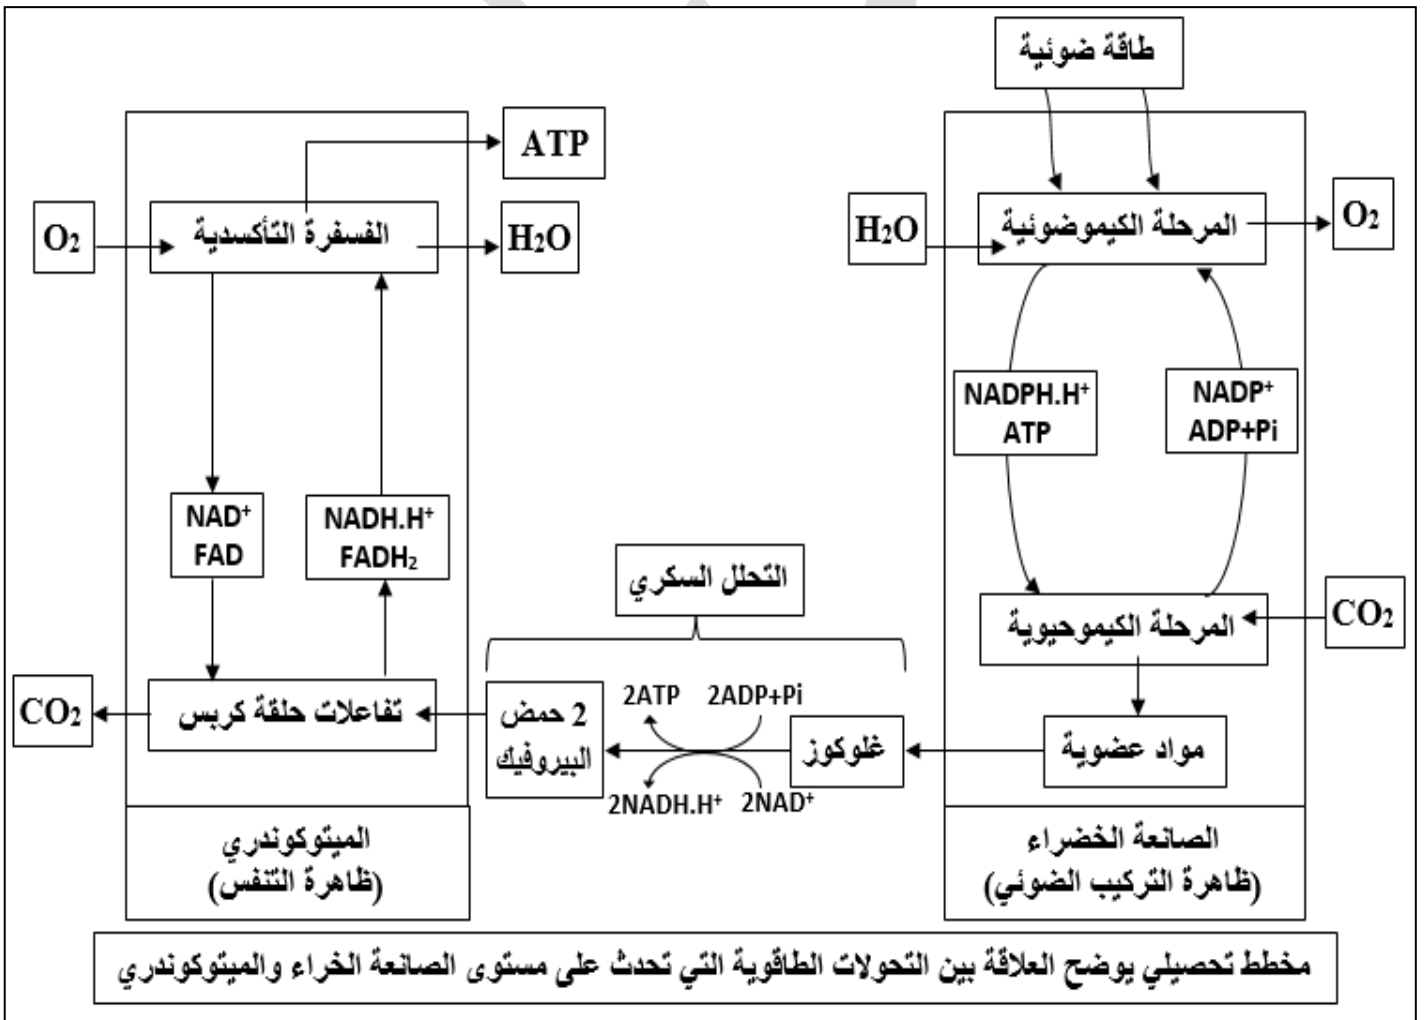 طاقة ضوئية
ATP
O₂
الفسفرة التأكسدية
H₂O
H₂O
المرحلة الكيموضوئية
O₂
NADPH.H⁺
ATP
NADP⁺
ADP+Pi
NAD⁺
FAD
NADH.H⁺
FADH₂
التحلل السكري
المرحلة الكيموحيوية
CO₂
CO₂
تفاعلات حلقة كربس
2 حمض
البيروفيك
2ATP
2ADP+Pi
2NADH.H⁺
2NAD⁺
غلوكوز
مواد عضوية
الميتوكوندري
(ظاهرة التنفس)
الصانعة الخضراء
(ظاهرة التركيب الضوئي)
مخطط تحصيلي يوضح العلاقة بين التحولات الطاقوية التي تحدث على مستوى الصانعة الخراء والميتوكوندري